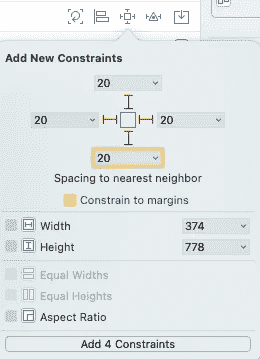 Add New Constraints
20
20 20
20
Spacing to nearest neighbor
Constrain to margins
Width 374
Height 778
Equal Widths
Equal Heights
Aspect Ratio
Add 4 Constraints